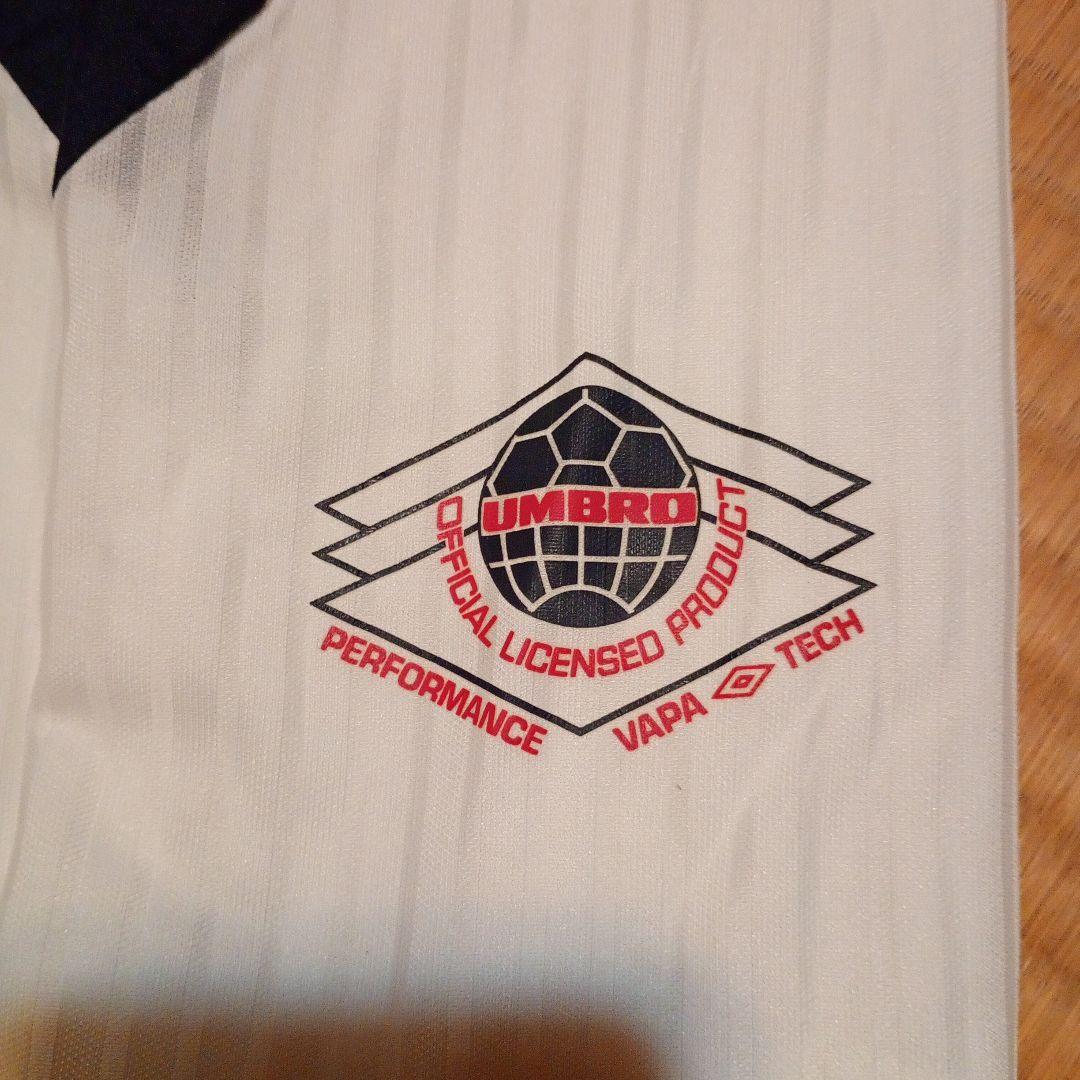 UMBRO
OFFICIAL LICENSED PRODUCT
PERFORMANCE
VAPA TECH